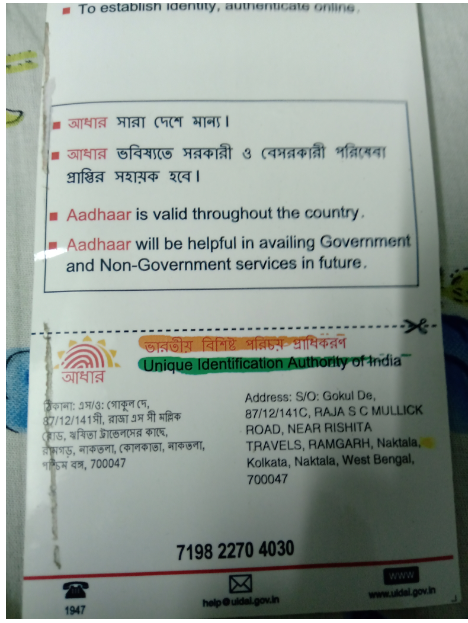 ■ To establish identity, authenticate online.
■ আধার সারা দেশে মান্য।
■ আধার ভবিষ্যতে সরকারী ও বেসরকারী পরিষেবা
প্রাপ্তির সহায়ক হবে।
■ Aadhaar is valid throughout the country.
■ Aadhaar will be helpful in availing Government
and Non-Government services in future.
ভারতীয় বিশিষ্ট পরিচয় প্রাধিকরণ
Unique Identification Authority of India
আধার
ঠিকানা: এস/ও: গোকুল দে,
87/12/141সী, রাজা এস সী মল্লিক
রোড, ঋষিতা ট্রাভেলসের কাছে,
রামগড়, নাকতলা, কোলকাতা, নাকতলা,
পশ্চিম বঙ্গ, 700047
Address: S/O: Gokul De,
87/12/141C, RAJA S C MULLICK
ROAD, NEAR RISHITA
TRAVELS, RAMGARH, Naktala,
Kolkata, Naktala, West Bengal,
700047
7198 2270 4030
1947
help@uidai.gov.in
www
www.uidai.gov.in